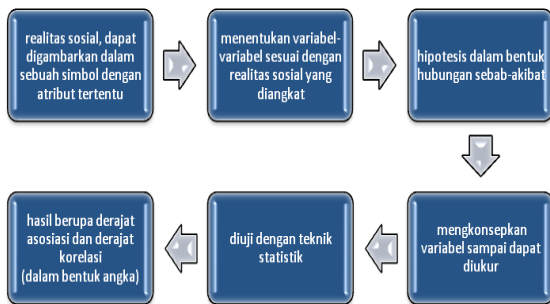 realitas sosial, dapat
digambarkan dalam
sebuah simbol dengan
atribut tertentu
menentukan variabel-
variabel sesuai dengan
realitas sosial yang
diangkat
hipotesis dalam bentuk
hubungan sebab-akibat
mengkonsepkan
variabel sampai dapat
diukur
diuji dengan teknik
statistik
hasil berupa derajat
asosiasi dan derajat
korelasi
(dalam bentuk angka)